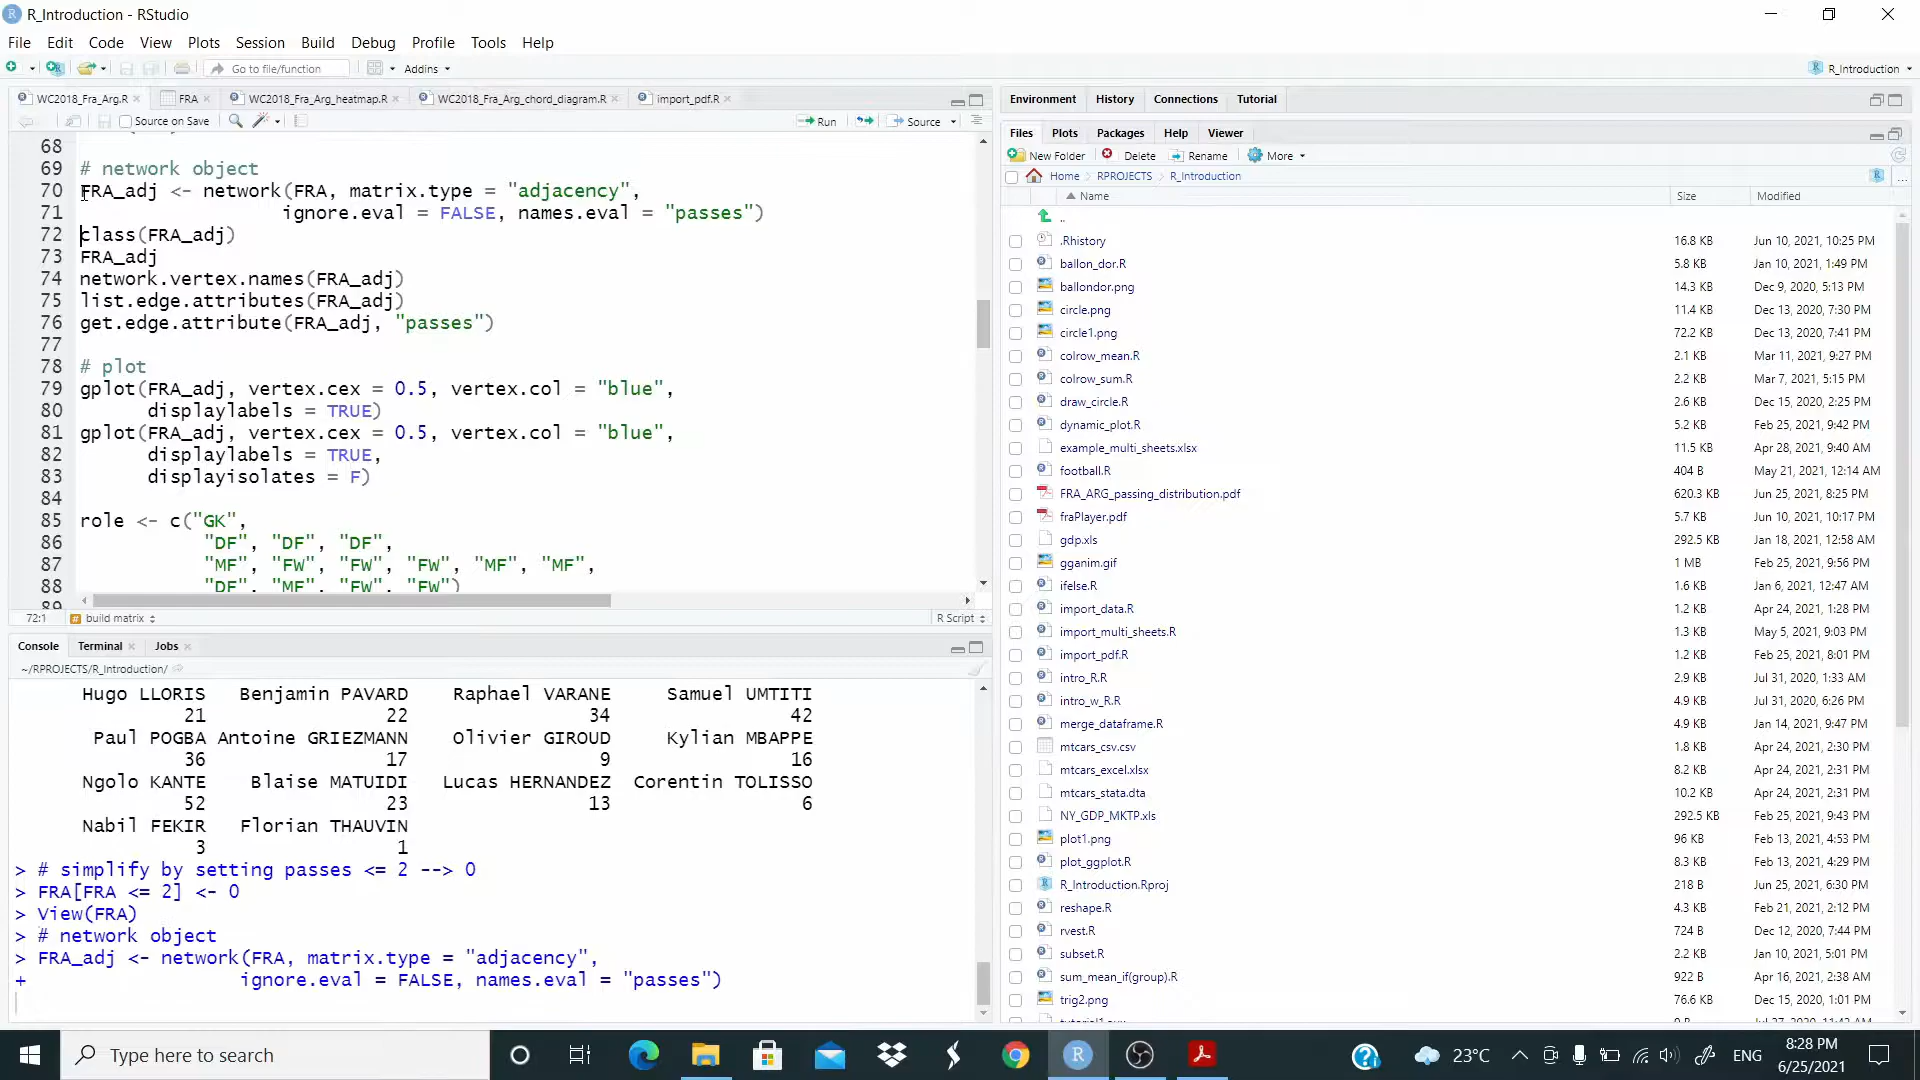 R_Introduction - RStudio
File Edit Code View Plots Session Build Debug Profile Tools Help
Go to file/function Addins R_Introduction
WC2018_Fra_Arg.R FRA WC2018_Fra_Arg_heatmap.R WC2018_Fra_Arg_chord_diagram.R import_pdf.R
Source on Save Run Source
68
69 # network object
70 FRA_adj <- network(FRA, matrix.type = "adjacency",
71 ignore.eval = FALSE, names.eval = "passes")
72 class(FRA_adj)
73 FRA_adj
74 network.vertex.names(FRA_adj)
75 list.edge.attributes(FRA_adj)
76 get.edge.attribute(FRA_adj, "passes")
77
78 # plot
79 gplot(FRA_adj, vertex.cex = 0.5, vertex.col = "blue",
80 displaylabels = TRUE)
81 gplot(FRA_adj, vertex.cex = 0.5, vertex.col = "blue",
82 displaylabels = TRUE,
83 displayisolates = F)
84
85 role <- c("GK",
86 "DF", "DF", "DF",
87 "MF", "FW", "FW", "FW", "MF", "MF",
88 "DF", "MF", "FW", "FW")
89
72:1 build matrix R Script
Console Terminal Jobs
~/RPROJECTS/R_Introduction/
Hugo LLORIS Benjamin PAVARD Raphael VARANE Samuel UMTITI
21 22 34 42
Paul POGBA Antoine GRIEZMANN Olivier GIROUD Kylian MBAPPE
36 17 9 16
Ngolo KANTE Blaise MATUIDI Lucas HERNANDEZ Corentin TOLISSO
52 23 13 6
Nabil FEKIR Florian THAUVIN
3 1
> # simplify by setting passes <= 2 --> 0
> FRA[FRA <= 2] <- 0
> View(FRA)
> # network object
> FRA_adj <- network(FRA, matrix.type = "adjacency",
+ ignore.eval = FALSE, names.eval = "passes")
Environment History Connections Tutorial
Files Plots Packages Help Viewer
New Folder Delete Rename More
Home RPROJECTS R_Introduction ...
Name Size Modified
..
.Rhistory 16.8 KB Jun 10, 2021, 10:25 PM
ballon_dor.R 5.8 KB Jan 10, 2021, 1:49 PM
ballondor.png 14.3 KB Dec 9, 2020, 5:13 PM
circle.png 11.4 KB Dec 13, 2020, 7:30 PM
circle1.png 72.2 KB Dec 13, 2020, 7:41 PM
colrow_mean.R 2.1 KB Mar 11, 2021, 9:27 PM
colrow_sum.R 2.2 KB Mar 7, 2021, 5:15 PM
draw_circle.R 2.6 KB Dec 15, 2020, 2:25 PM
dynamic_plot.R 5.2 KB Feb 25, 2021, 9:42 PM
example_multi_sheets.xlsx 11.5 KB Apr 28, 2021, 9:40 AM
football.R 404 B May 21, 2021, 12:14 AM
FRA_ARG_passing_distribution.pdf 620.3 KB Jun 25, 2021, 8:25 PM
fraPlayer.pdf 5.7 KB Jun 10, 2021, 10:17 PM
gdp.xls 292.5 KB Jan 18, 2021, 12:58 AM
gganim.gif 1 MB Feb 25, 2021, 9:56 PM
ifelse.R 1.6 KB Jan 6, 2021, 12:47 AM
import_data.R 1.2 KB Apr 24, 2021, 1:28 PM
import_multi_sheets.R 1.3 KB May 5, 2021, 9:03 PM
import_pdf.R 1.2 KB Feb 25, 2021, 8:01 PM
intro_R.R 2.9 KB Jul 31, 2020, 1:33 AM
intro_w_R.R 4.9 KB Jul 31, 2020, 6:26 PM
merge_dataframe.R 4.9 KB Jan 14, 2021, 9:47 PM
mtcars_csv.csv 1.8 KB Apr 24, 2021, 2:30 PM
mtcars_excel.xlsx 8.2 KB Apr 24, 2021, 2:31 PM
mtcars_stata.dta 10.2 KB Apr 24, 2021, 2:31 PM
NY_GDP_MKTP.xls 292.5 KB Feb 25, 2021, 9:43 PM
plot1.png 96 KB Feb 13, 2021, 4:53 PM
plot_ggplot.R 8.3 KB Feb 13, 2021, 4:29 PM
R_Introduction.Rproj 218 B Jun 25, 2021, 6:30 PM
reshape.R 4.3 KB Feb 21, 2021, 2:12 PM
rvest.R 724 B Dec 12, 2020, 7:44 PM
subset.R 2.2 KB Jan 10, 2021, 5:01 PM
sum_mean_if(group).R 922 B Apr 16, 2021, 2:38 AM
trig2.png 76.6 KB Dec 15, 2020, 1:01 PM
Type here to search 23°C ENG 8:28 PM
6/25/2021